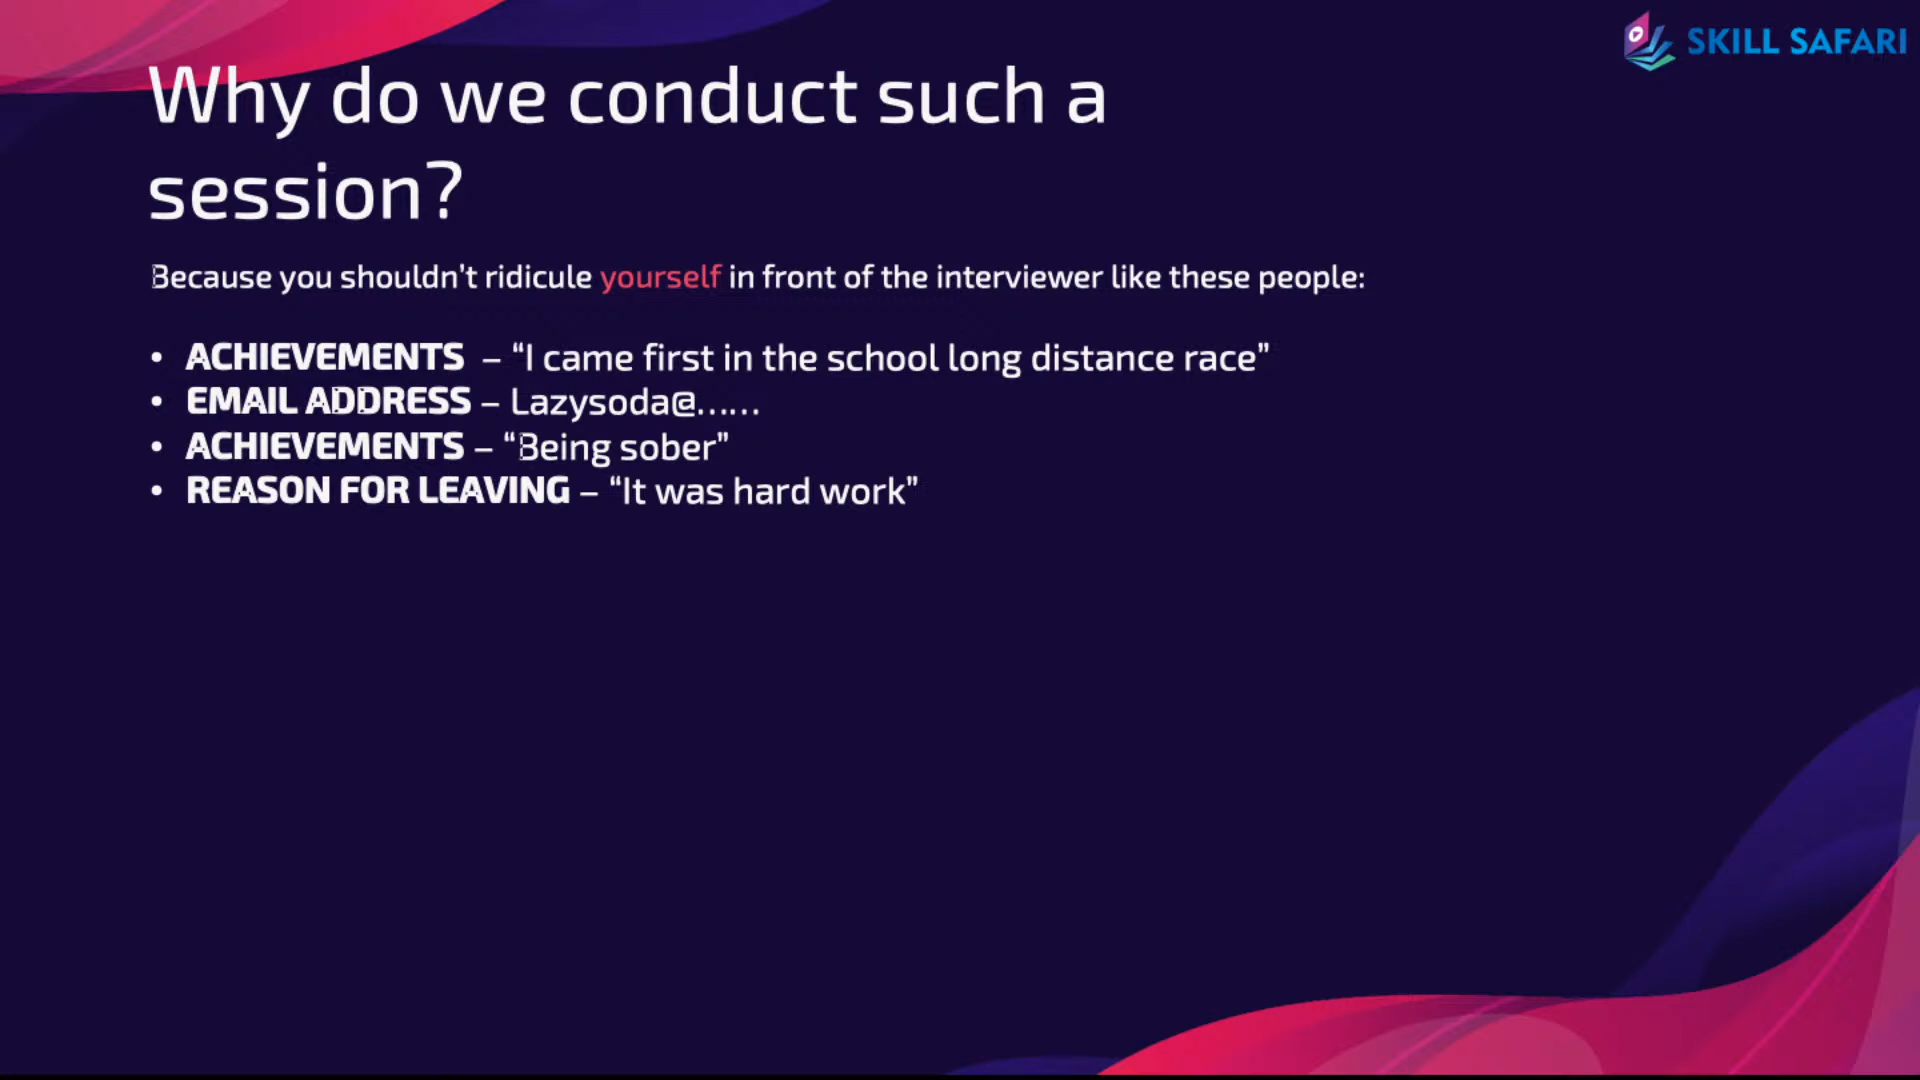 SKILL SAFARI
Why do we conduct such a
session?
Because you shouldn’t ridicule yourself in front of the interviewer like these people:
• ACHIEVEMENTS – “I came first in the school long distance race”
• EMAIL ADDRESS – Lazysoda@……
• ACHIEVEMENTS – “Being sober”
• REASON FOR LEAVING – “It was hard work”